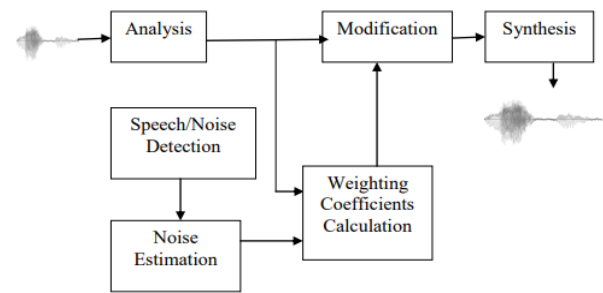 Analysis
Modification
Synthesis
Speech/Noise
Detection
Weighting
Coefficients
Calculation
Noise
Estimation